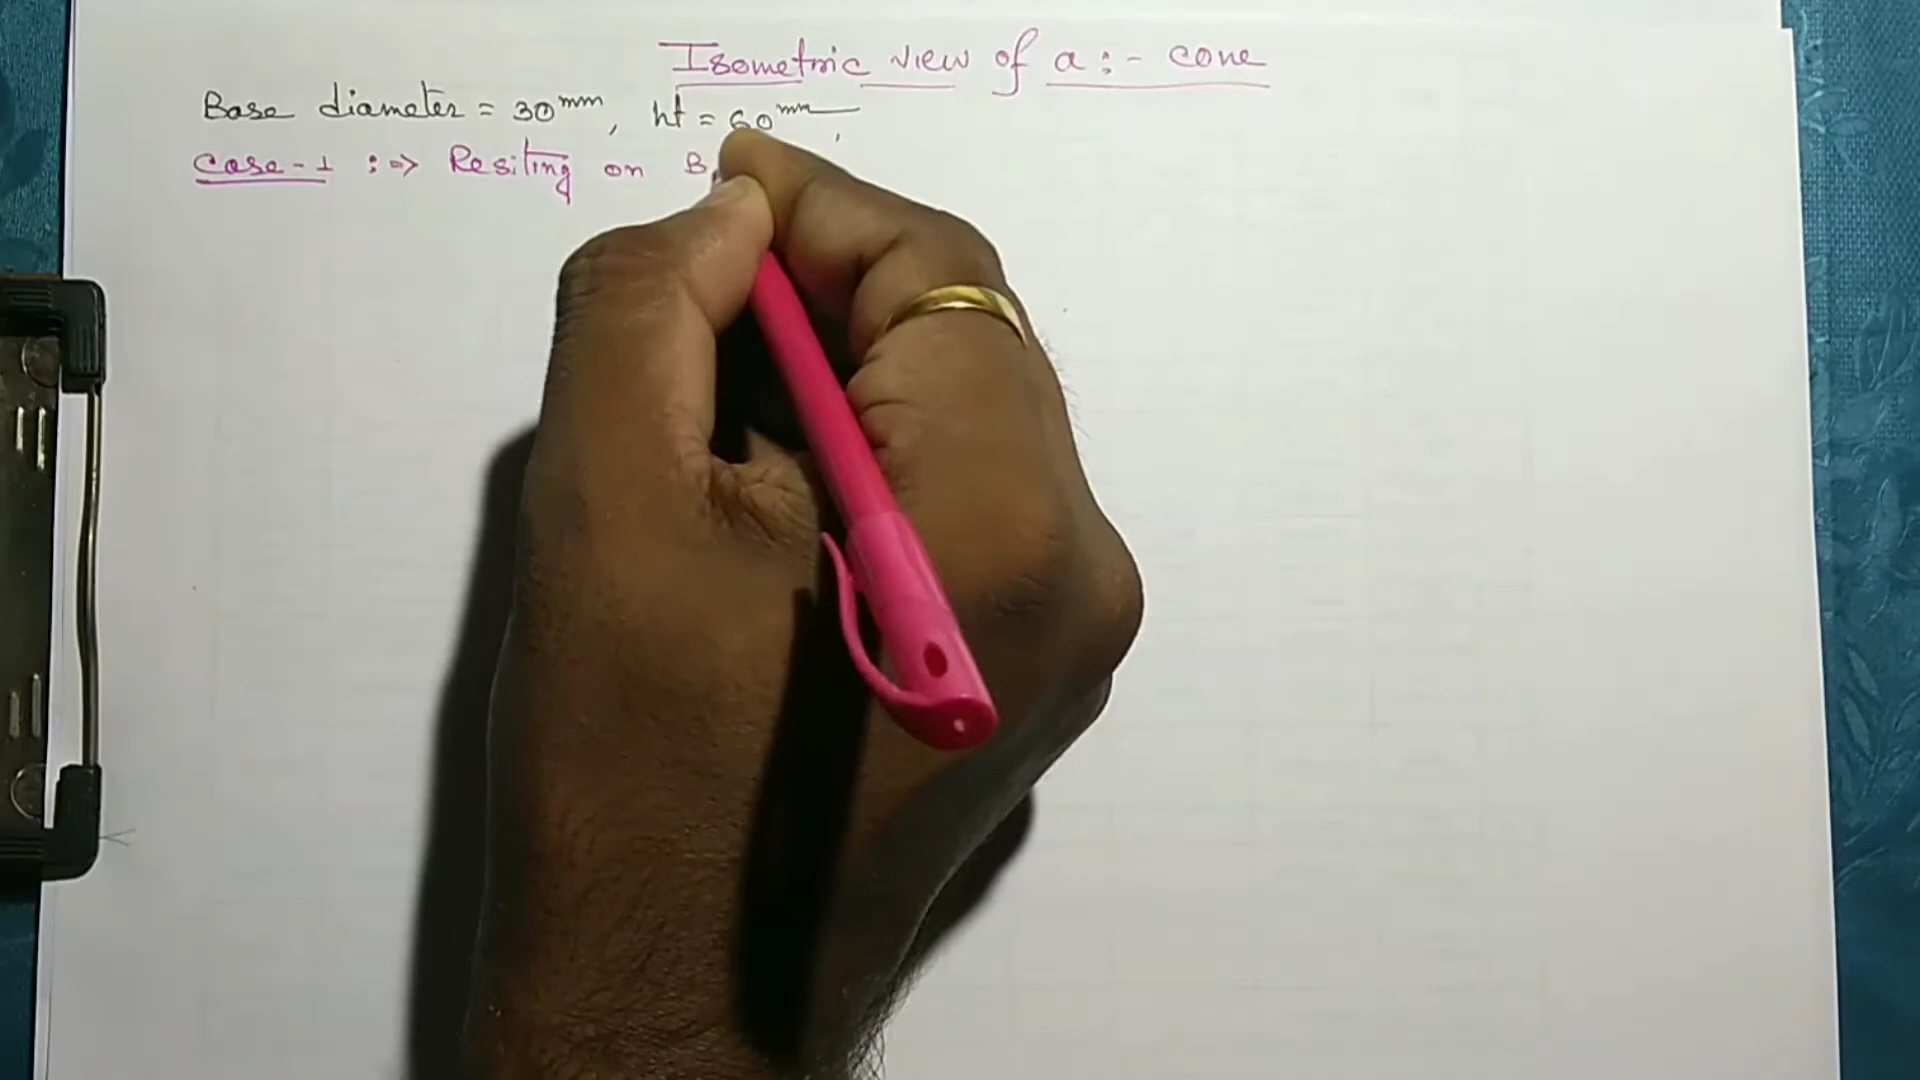 Isometric view of a :- cone
Base diameter = 30mm, ht = 60mm,
Case-1 :⇒ Resiting on B